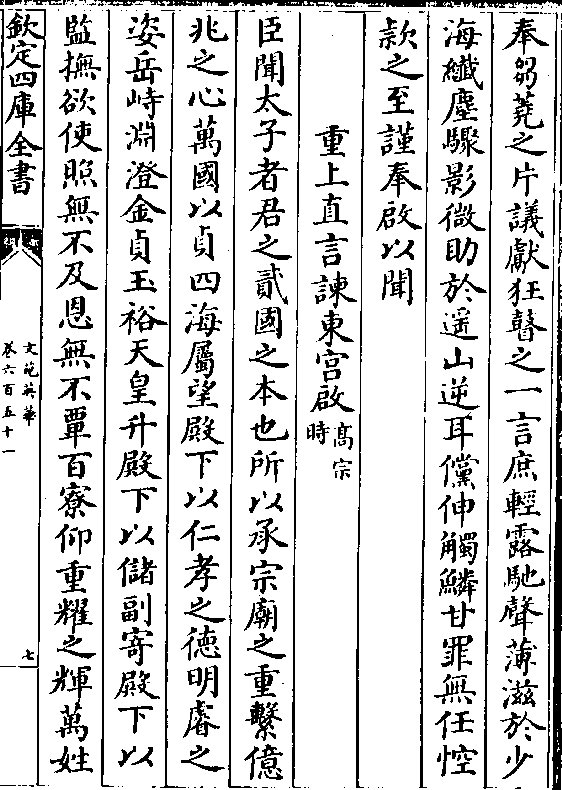 奉芻蕘之片議獻狂瞽之一言庶輕露馳聲薄滋於少
海纖塵驟影微助於遥山逆耳儻伸觸鱗甘罪無任悾
款之至謹奉啟以聞
重上直言諫東宫啟高宗時
臣聞太子者君之貳國之本也所以承宗廟之重繫億
兆之心萬國以貞四海屬望殿下以仁孝之德明睿之
姿岳峙淵澄金貞玉裕天皇升殿下以儲副寄殿下以
監撫欲使照無不及恩無不覃百寮仰重耀之輝萬姓
欽定四庫全書
文苑英華
卷六百五十一
七